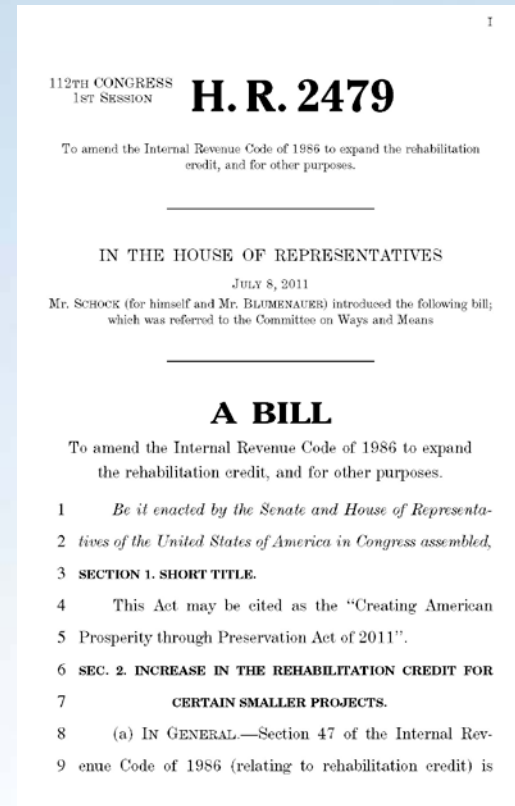 I
112TH CONGRESS
1ST SESSION
H. R. 2479
To amend the Internal Revenue Code of 1986 to expand the rehabilitation
credit, and for other purposes.
IN THE HOUSE OF REPRESENTATIVES
JULY 8, 2011
Mr. SCHOCK (for himself and Mr. BLUMENAUER) introduced the following bill;
which was referred to the Committee on Ways and Means
A BILL
To amend the Internal Revenue Code of 1986 to expand
the rehabilitation credit, and for other purposes.
1 Be it enacted by the Senate and House of Representa-
2 tives of the United States of America in Congress assembled,
3 SECTION 1. SHORT TITLE.
4 This Act may be cited as the “Creating American
5 Prosperity through Preservation Act of 2011”.
6 SEC. 2. INCREASE IN THE REHABILITATION CREDIT FOR
7 CERTAIN SMALLER PROJECTS.
8 (a) IN GENERAL.—Section 47 of the Internal Rev-
9 enue Code of 1986 (relating to rehabilitation credit) is